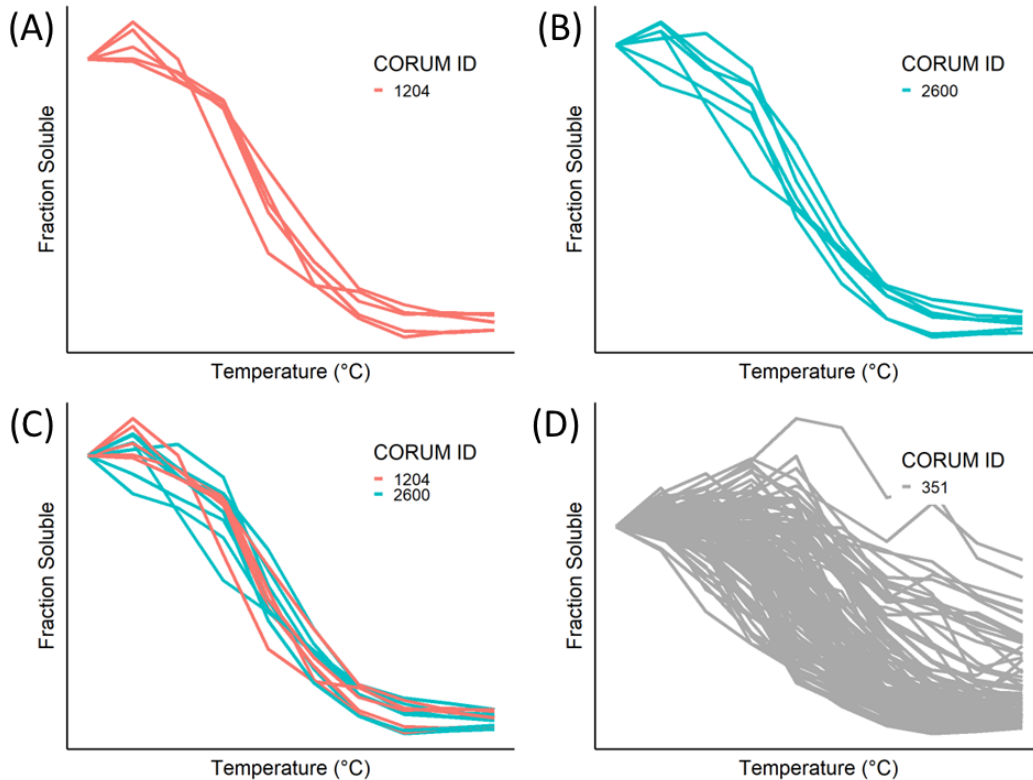 (A)
CORUM ID
1204
Fraction Soluble
Temperature (°C)
(B)
CORUM ID
2600
Fraction Soluble
Temperature (°C)
(C)
CORUM ID
1204
2600
Fraction Soluble
Temperature (°C)
(D)
CORUM ID
351
Fraction Soluble
Temperature (°C)